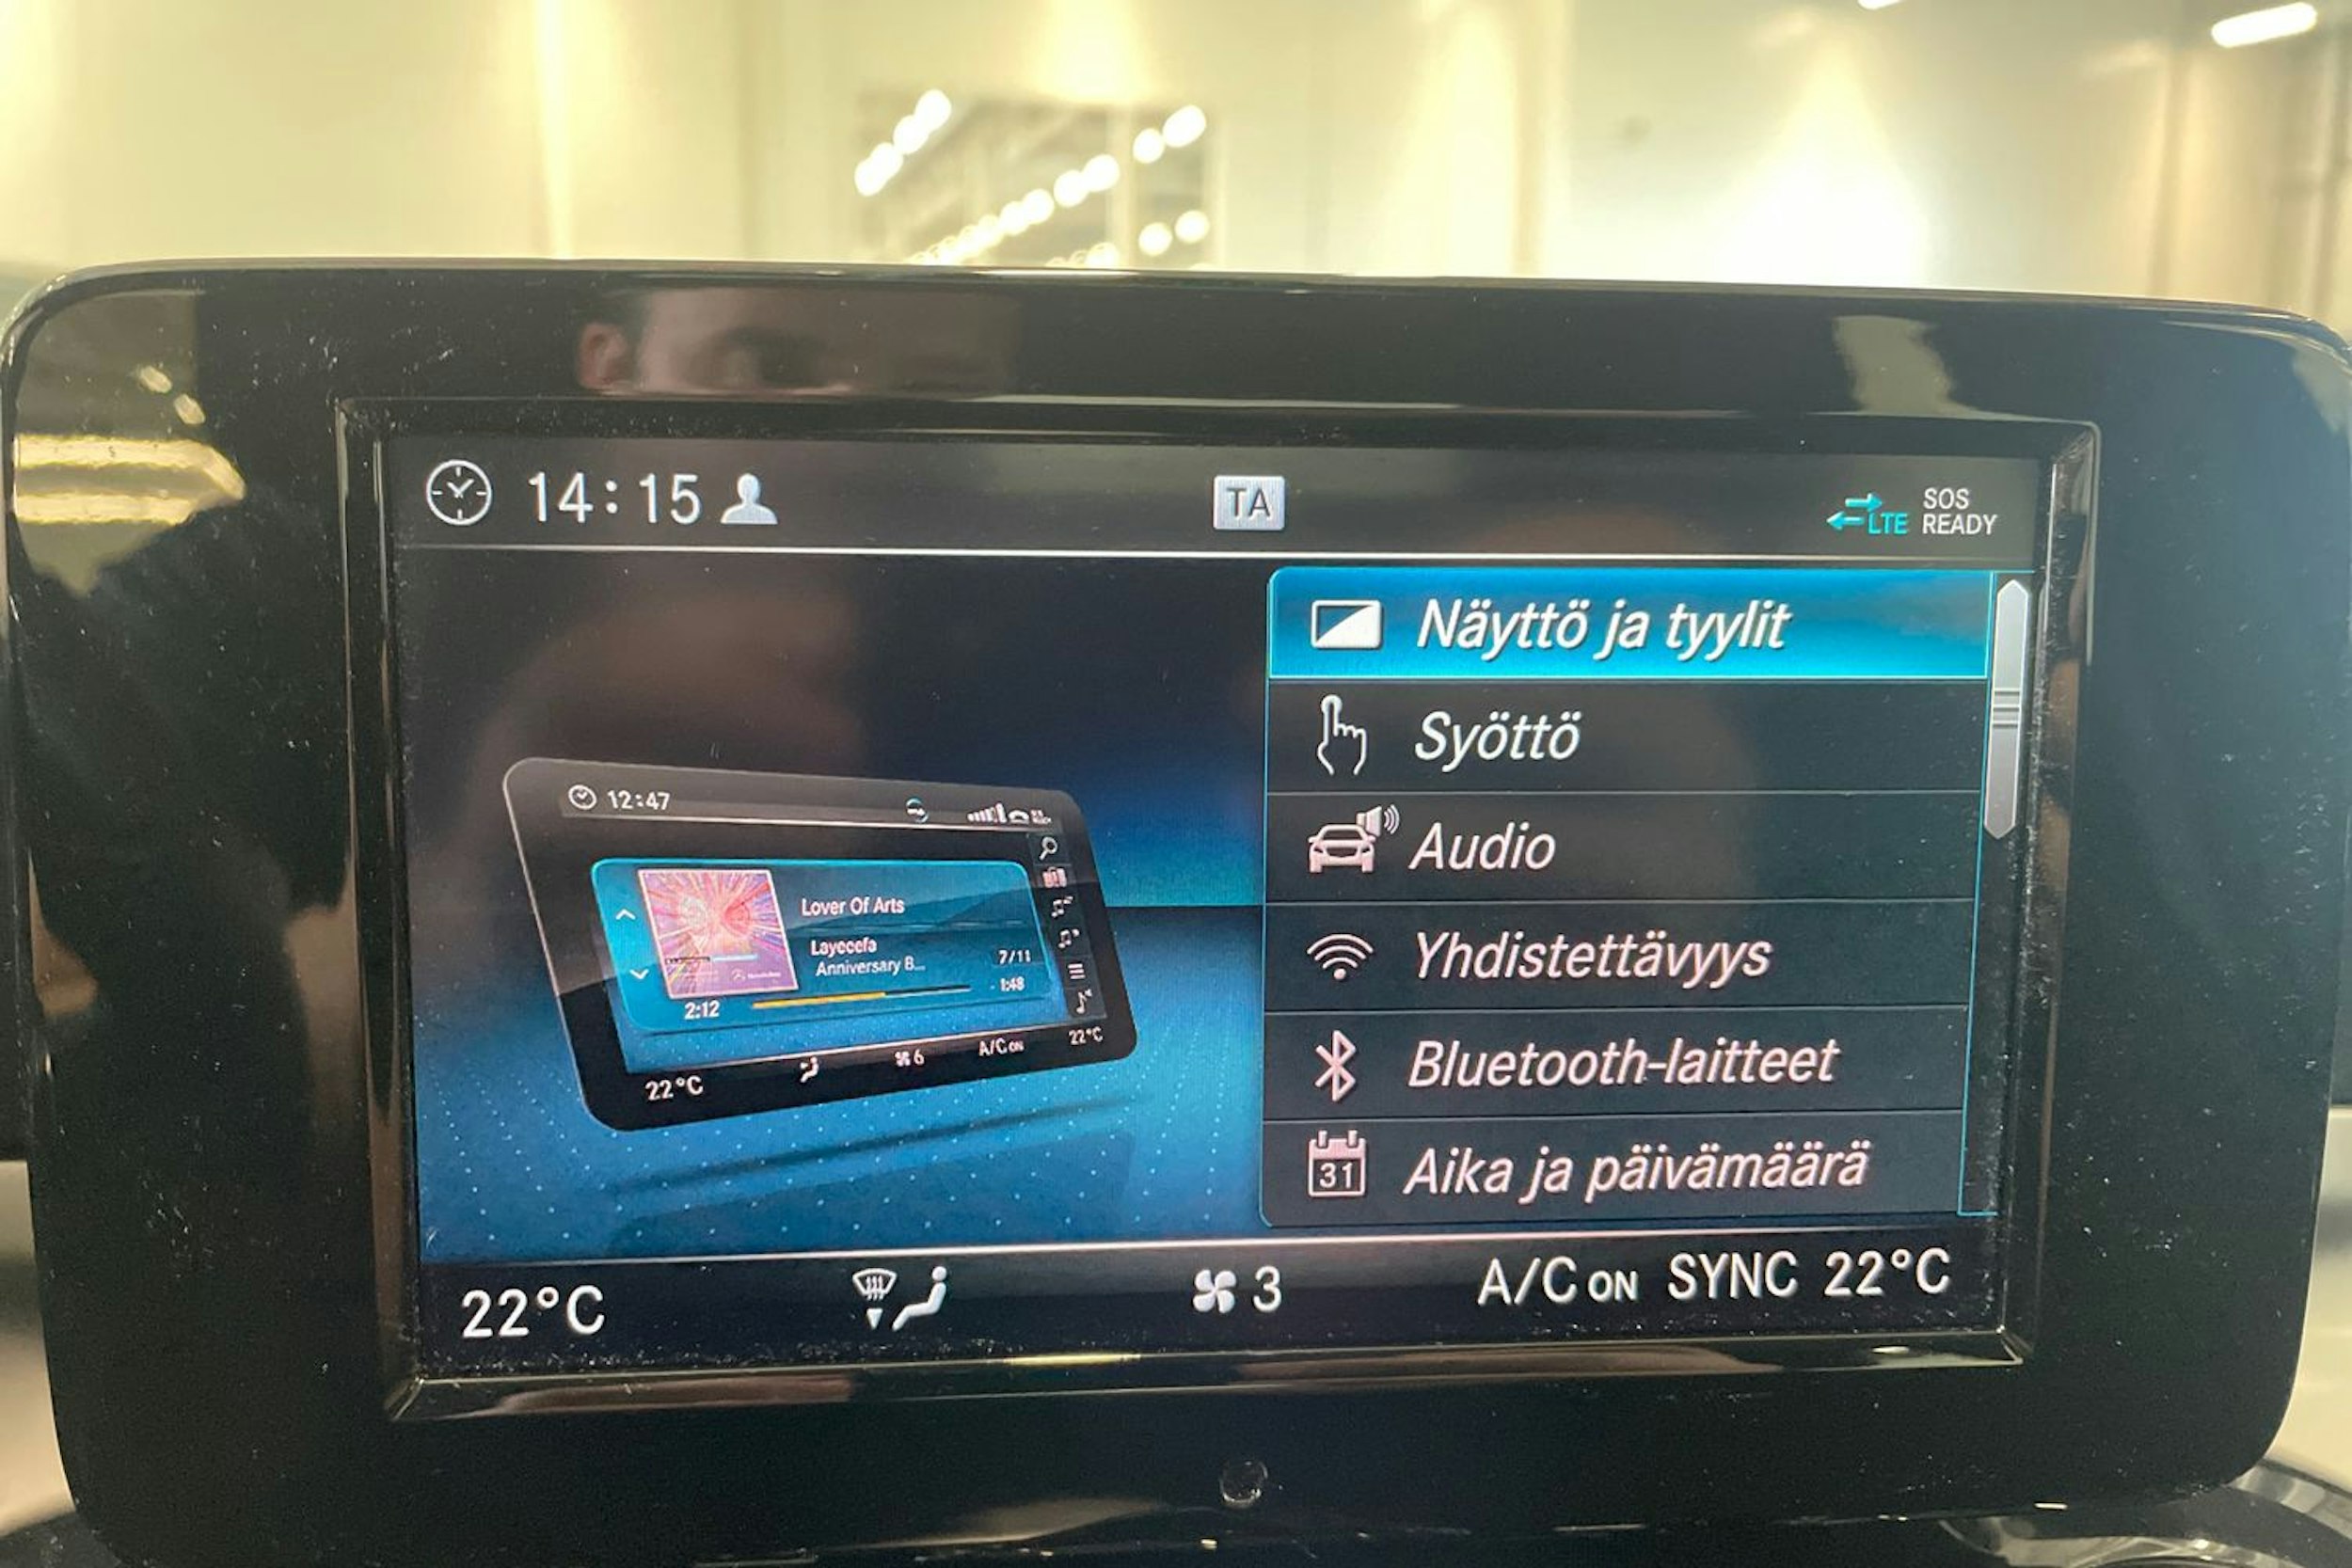 14:15
TA
LTE
SOS
READY
Näyttö ja tyylit
Syöttö
Audio
Yhdistettävyys
Bluetooth-laitteet
31 Aika ja päivämäärä
12:47
Lover Of Arts
Layecefa
Anniversary B...
7/11
2:12
1:48
22°C
6
A/C ON
22°C
22°C
3
A/C ON SYNC 22°C